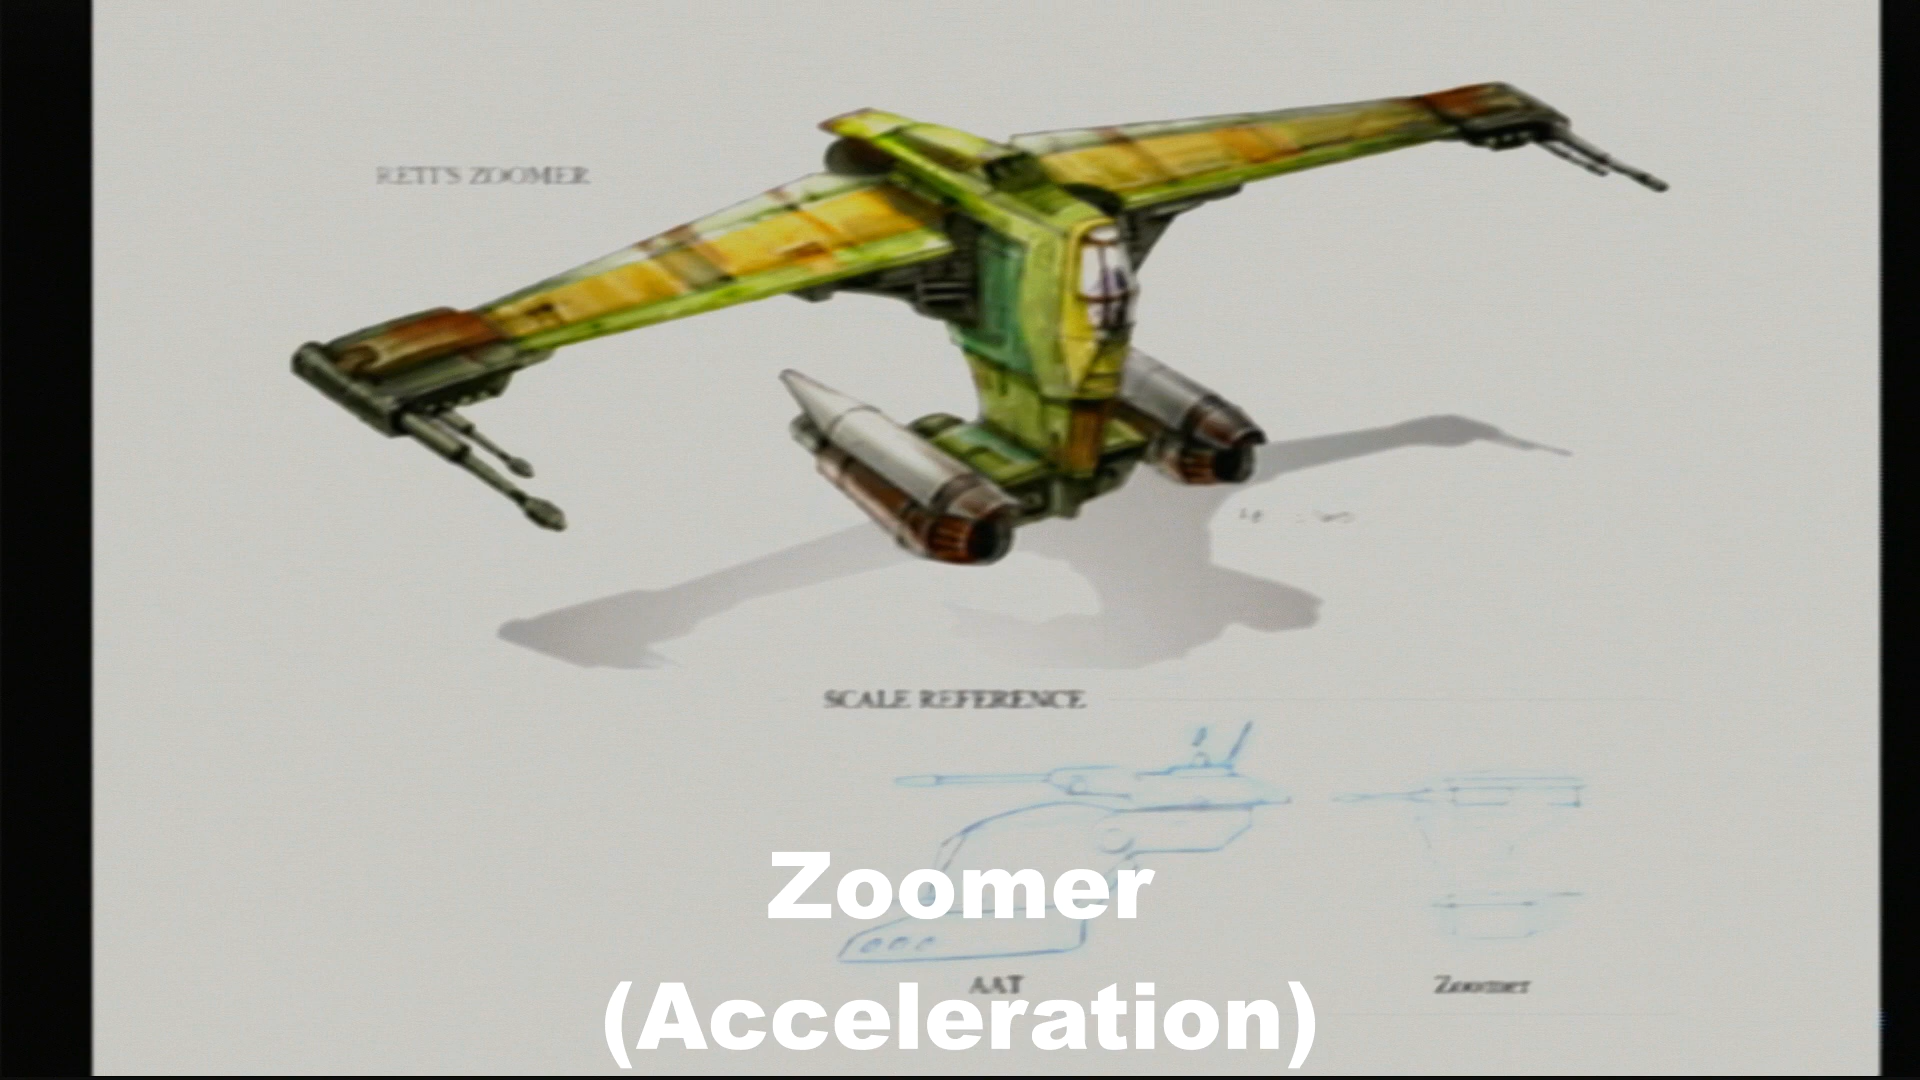 RETT'S ZOOMER
SCALE REFERENCE
Zoomer
AAT
Zoomer
(Acceleration)